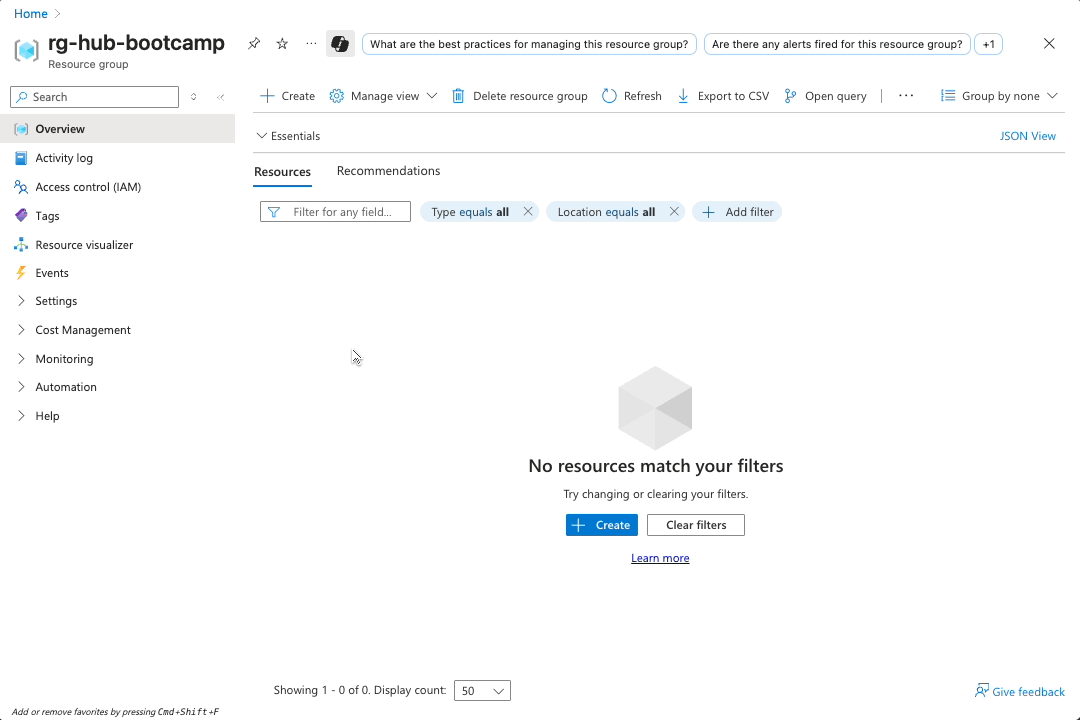 Home
rg-hub-bootcamp
Resource group
What are the best practices for managing this resource group?
Are there any alerts fired for this resource group?
+1
Search
Create
Manage view
Delete resource group
Refresh
Export to CSV
Open query
Group by none
Overview
Activity log
Access control (IAM)
Tags
Resource visualizer
Events
Settings
Cost Management
Monitoring
Automation
Help
Essentials
JSON View
Resources
Recommendations
Filter for any field...
Type equals all
Location equals all
Add filter
No resources match your filters
Try changing or clearing your filters.
Create
Clear filters
Learn more
Showing 1 - 0 of 0. Display count:
50
Give feedback
Add or remove favorites by pressing Cmd+Shift+F